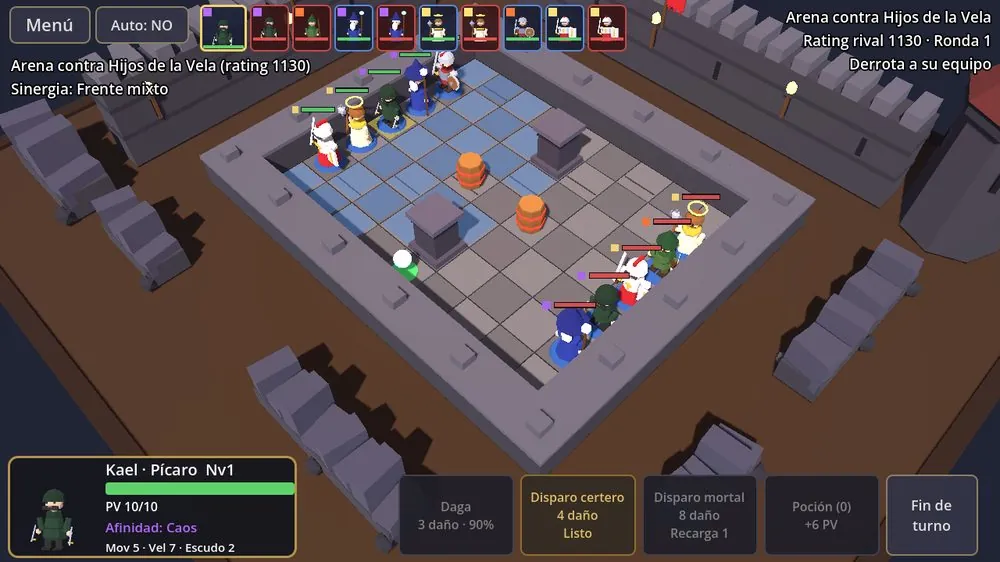 Menú
Auto: NO
Arena contra Hijos de la Vela (rating 1130)
Sinergia: Frente mixto
Arena contra Hijos de la Vela
Rating rival 1130 · Ronda 1
Derrota a su equipo
Kael · Pícaro Nv1
PV 10/10
Afinidad: Caos
Mov 5 · Vel 7 · Escudo 2
Daga
3 daño · 90%
Disparo certero
4 daño
Listo
Disparo mortal
8 daño
Recarga 1
Poción (0)
+6 PV
Fin de
turno